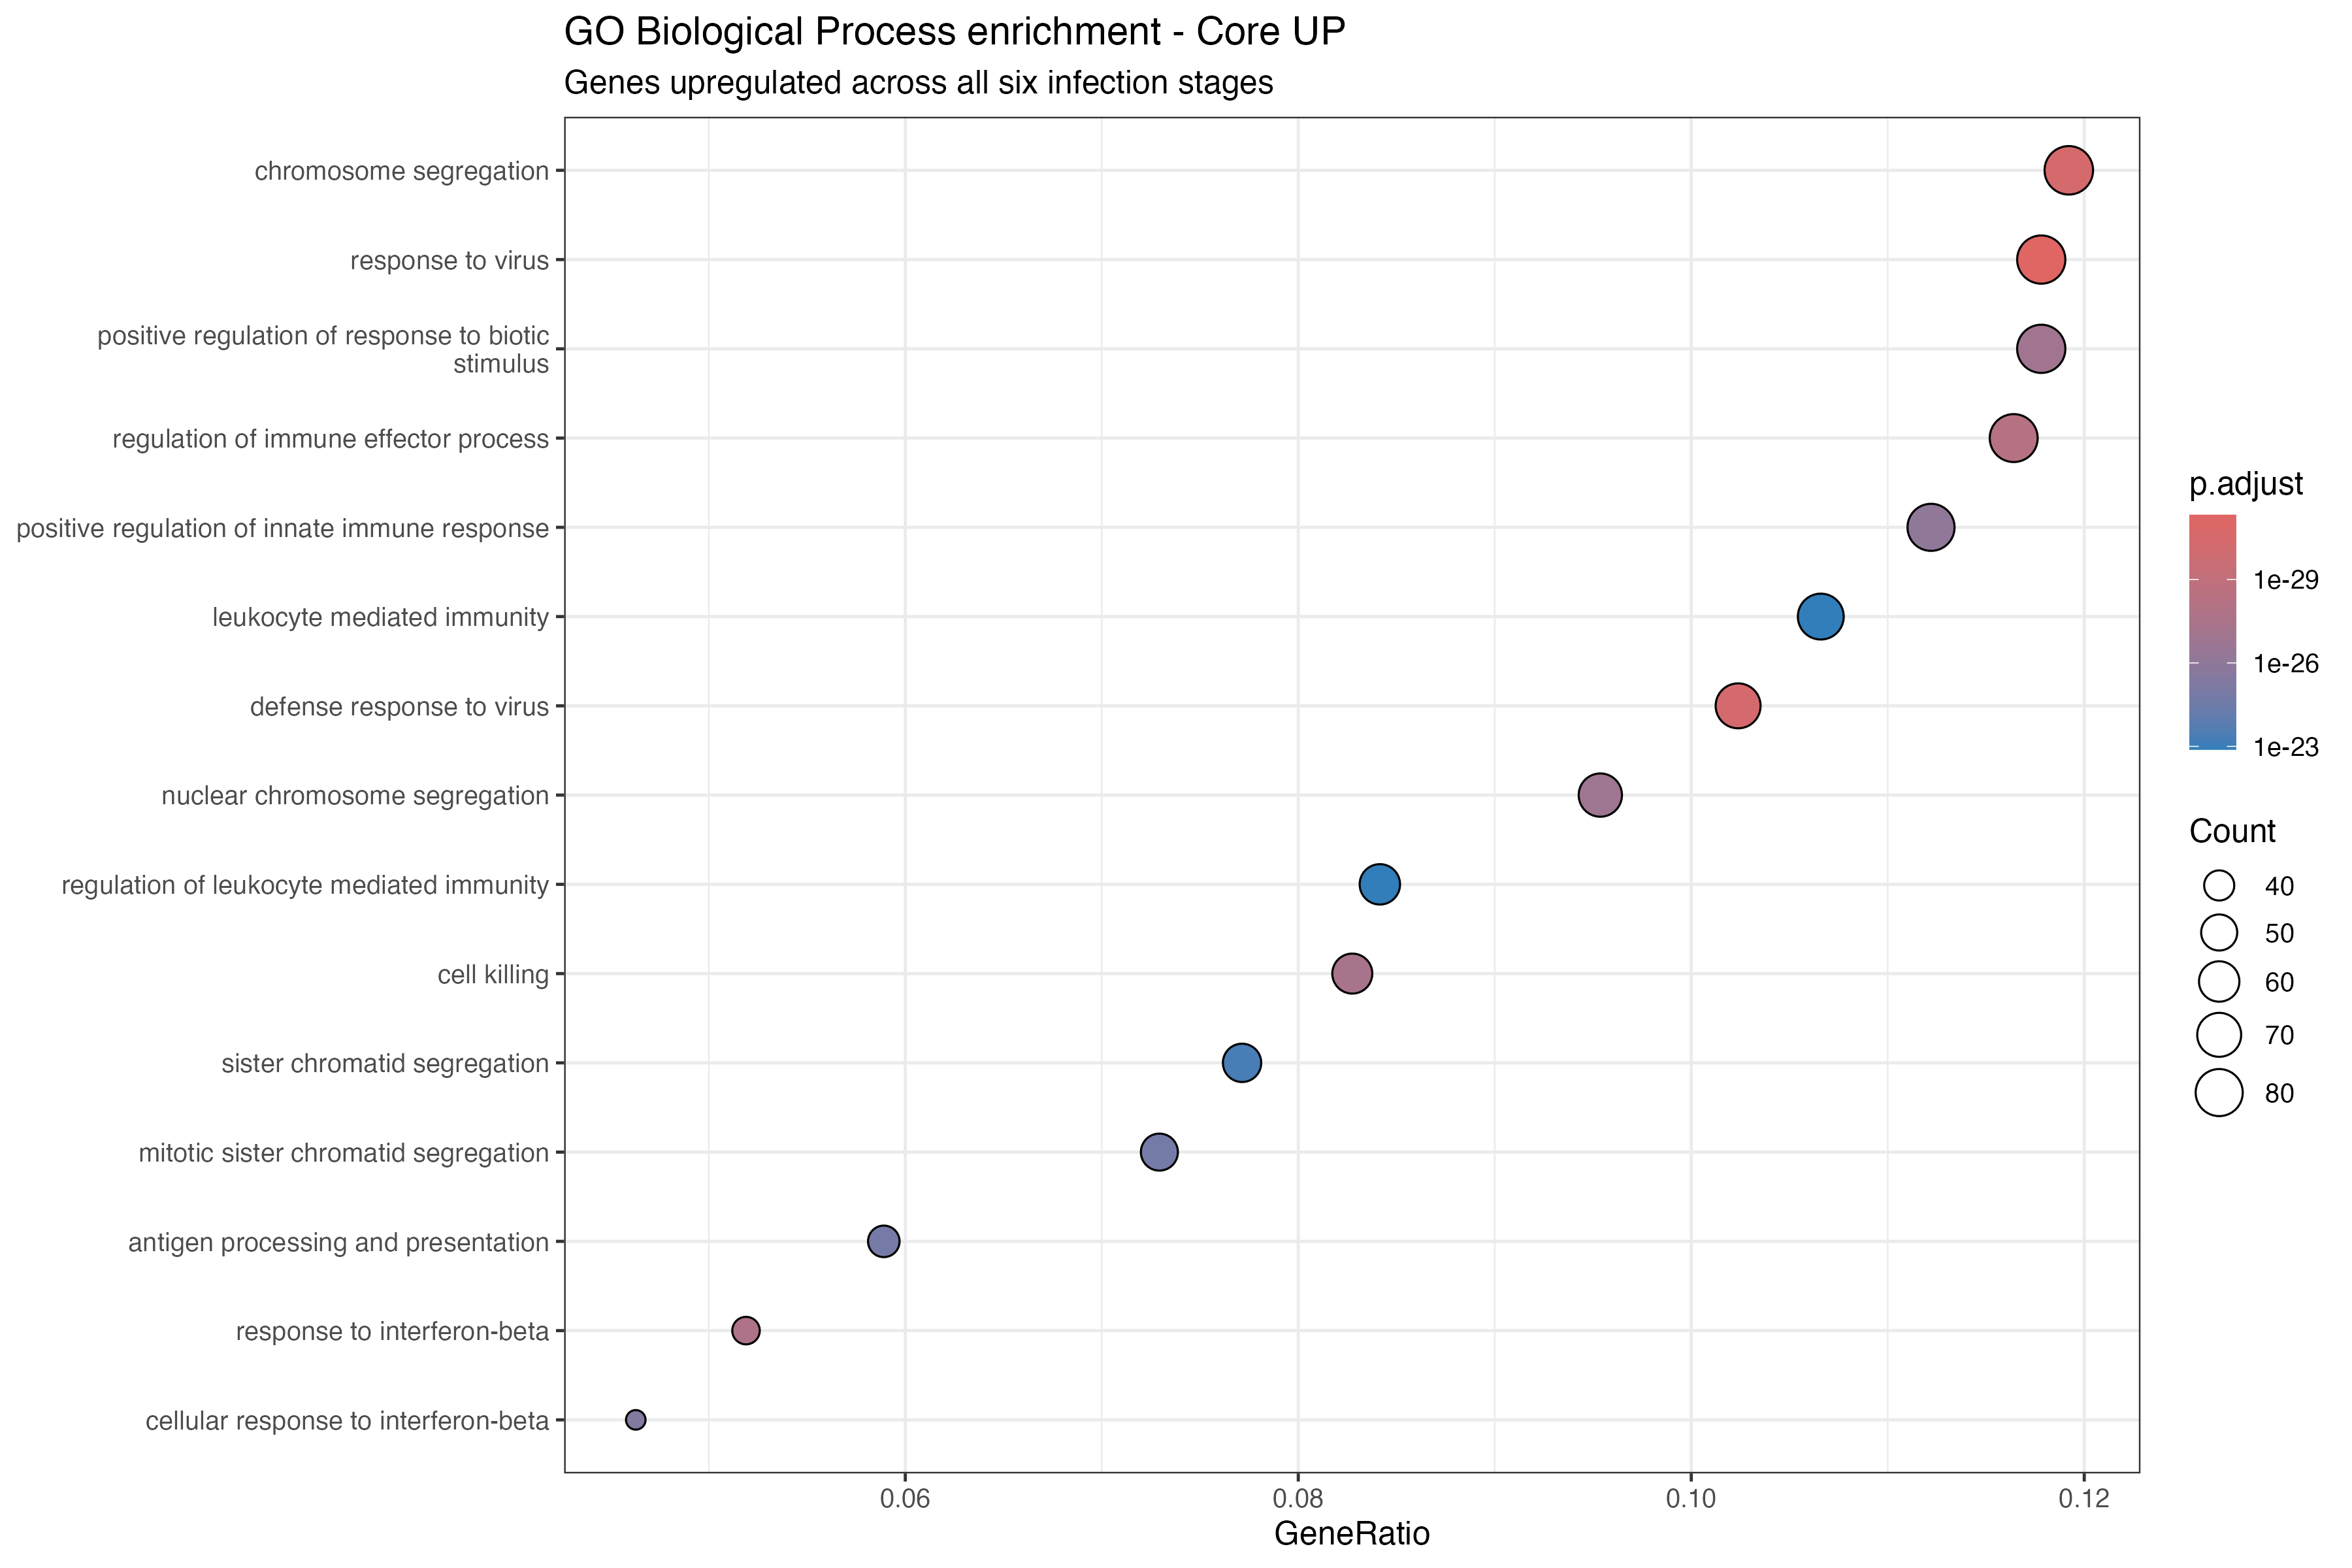 GO Biological Process enrichment - Core UP
Genes upregulated across all six infection stages
chromosome segregation
response to virus
positive regulation of response to biotic
stimulus
regulation of immune effector process
positive regulation of innate immune response
leukocyte mediated immunity
defense response to virus
nuclear chromosome segregation
regulation of leukocyte mediated immunity
cell killing
sister chromatid segregation
mitotic sister chromatid segregation
antigen processing and presentation
response to interferon-beta
cellular response to interferon-beta
0.06
0.08
0.10
0.12
GeneRatio
p.adjust
1e-29
1e-26
1e-23
Count
40
50
60
70
80